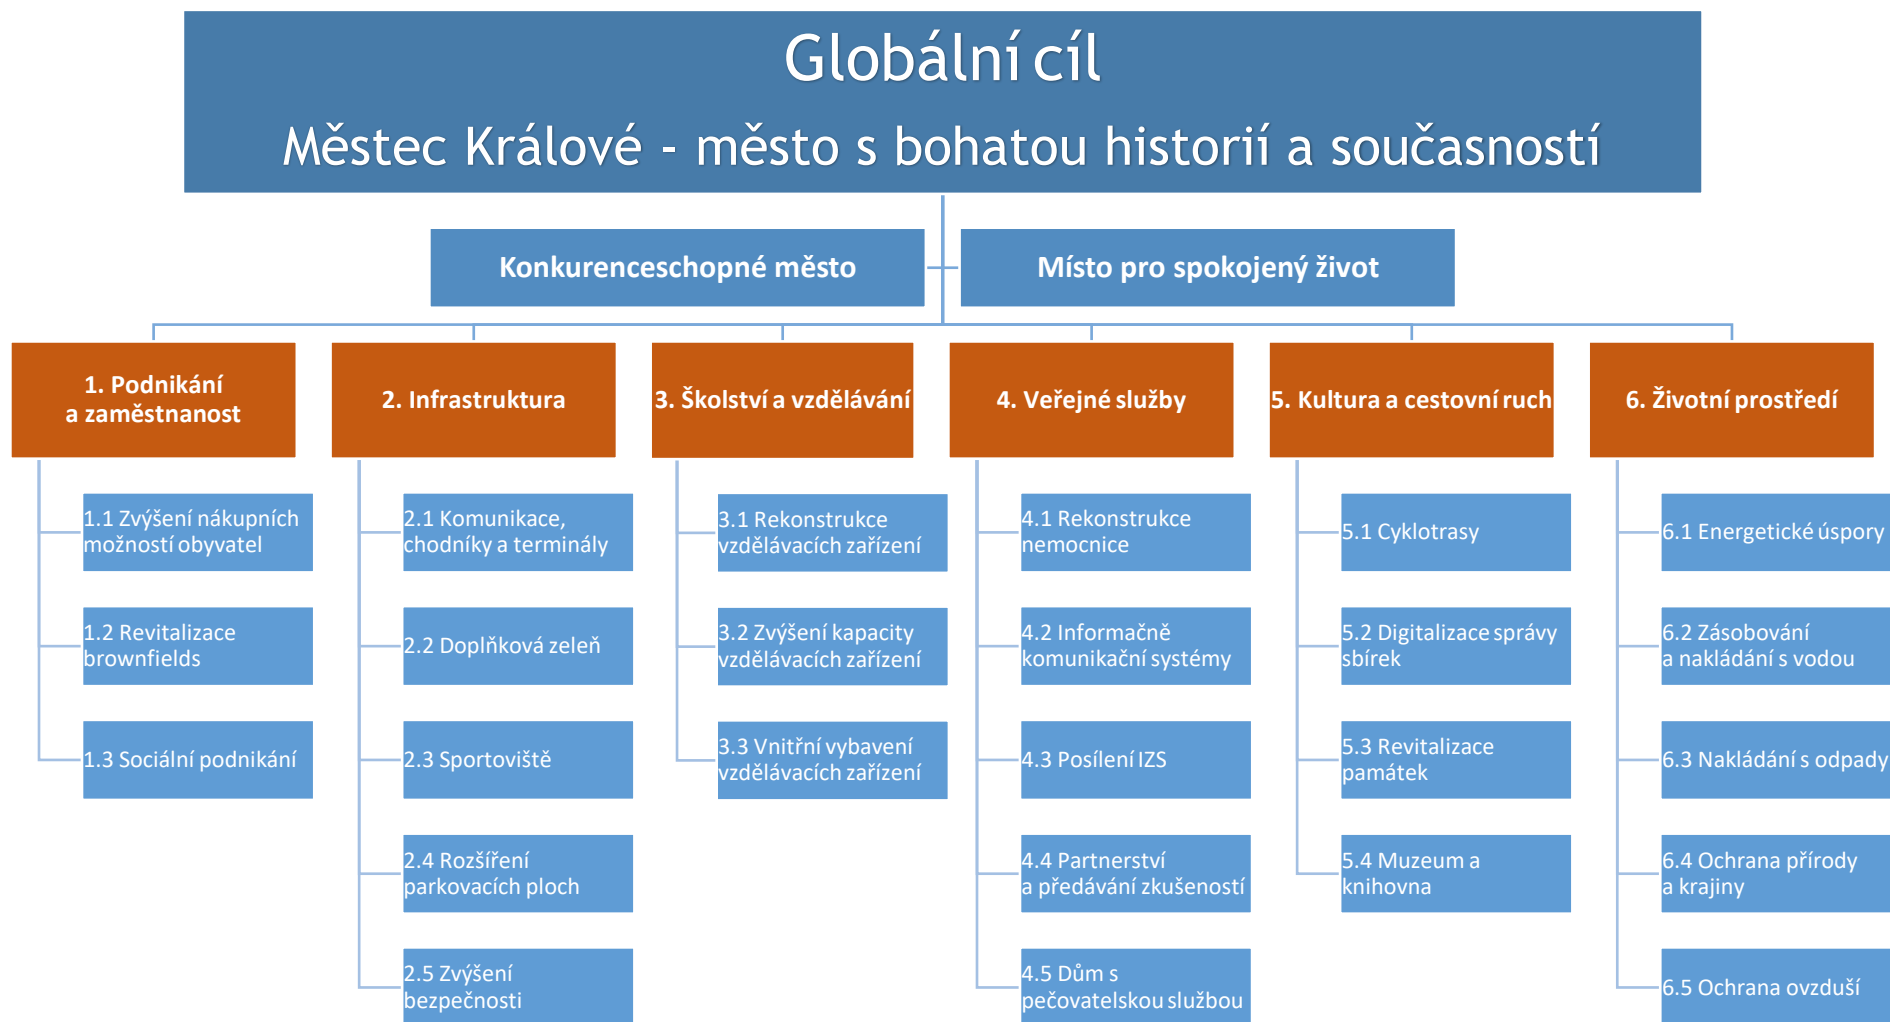 Globální cíl
Městec Králové - město s bohatou historií a současností
Konkurenceschopné město
Místo pro spokojený život
1. Podnikání
a zaměstnanost
2. Infrastruktura
3. Školství a vzdělávání
4. Veřejné služby
5. Kultura a cestovní ruch
6. Životní prostředí
1.1 Zvýšení nákupních
možností obyvatel
1.2 Revitalizace
brownfields
1.3 Sociální podnikání
2.1 Komunikace,
chodníky a terminály
2.2 Doplňková zeleň
2.3 Sportoviště
2.4 Rozšíření
parkovacích ploch
2.5 Zvýšení
bezpečnosti
3.1 Rekonstrukce
vzdělávacích zařízení
3.2 Zvýšení kapacity
vzdělávacích zařízení
3.3 Vnitřní vybavení
vzdělávacích zařízení
4.1 Rekonstrukce
nemocnice
4.2 Informačně
komunikační systémy
4.3 Posílení IZS
4.4 Partnerství
a předávání zkušeností
4.5 Dům s
pečovatelskou službou
5.1 Cyklotrasy
5.2 Digitalizace správy
sbírek
5.3 Revitalizace
památek
5.4 Muzeum a
knihovna
6.1 Energetické úspory
6.2 Zásobování
a nakládání s vodou
6.3 Nakládání s odpady
6.4 Ochrana přírody
a krajiny
6.5 Ochrana ovzduší